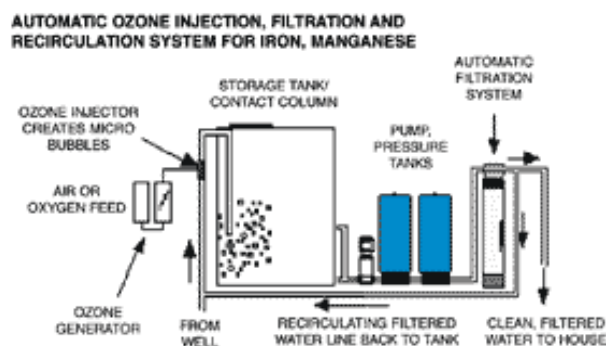 AUTOMATIC OZONE INJECTION, FILTRATION AND
RECIRCULATION SYSTEM FOR IRON, MANGANESE
AUTOMATIC
FILTRATION
SYSTEM
STORAGE TANK/
CONTACT COLUMN
OZONE INJECTOR
CREATES MICRO
BUBBLES
PUMP,
PRESSURE
TANKS
AIR OR
OXYGEN FEED
OZONE
GENERATOR
FROM
WELL
RECIRCULATING FILTERED
WATER LINE BACK TO TANK
CLEAN, FILTERED
WATER TO HOUSE